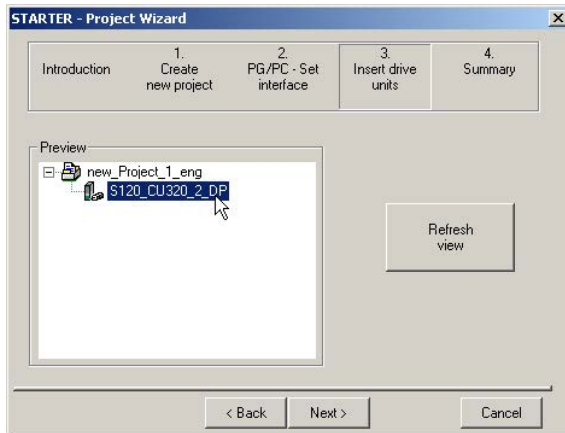 STARTER - Project Wizard
Introduction
1.
Create
new project
2.
PG/PC - Set
interface
3.
Insert drive
units
4.
Summary
Preview
new_Project_1_eng
S120_CU320_2_DP
Refresh
view
< Back
Next >
Cancel